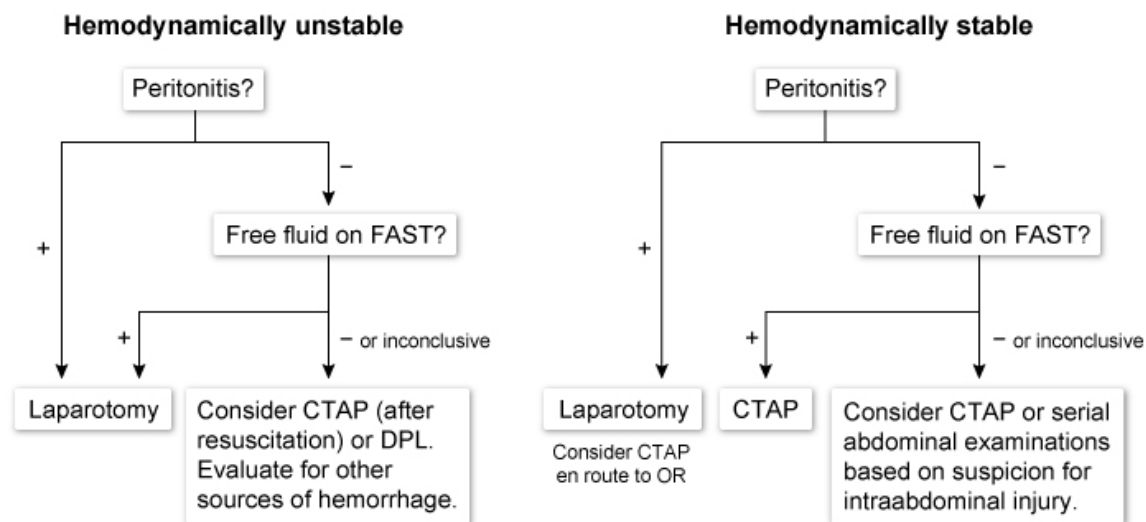 Hemodynamically unstable
Peritonitis?
−
+
Free fluid on FAST?
+
− or inconclusive
Laparotomy
Consider CTAP (after
resuscitation) or DPL.
Evaluate for other
sources of hemorrhage.
Hemodynamically stable
Peritonitis?
−
+
Free fluid on FAST?
+
− or inconclusive
Laparotomy
Consider CTAP
en route to OR
CTAP
Consider CTAP or serial
abdominal examinations
based on suspicion for
intraabdominal injury.